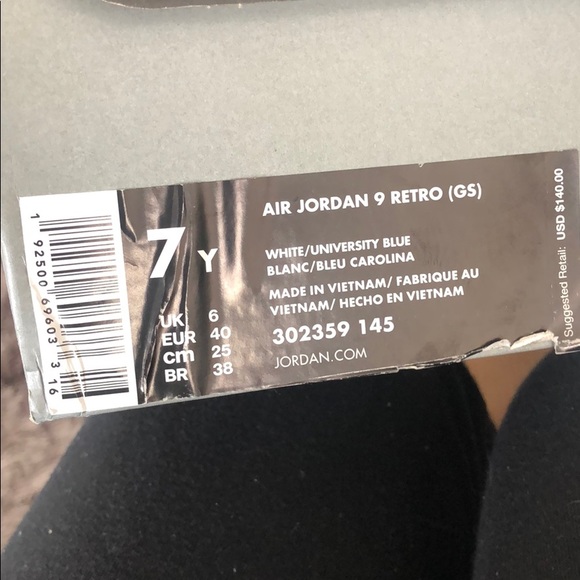 AIR JORDAN 9 RETRO (GS)
7 Y
WHITE/UNIVERSITY BLUE
BLANC/BLEU CAROLINA
MADE IN VIETNAM/ FABRIQUE AU
VIETNAM/ HECHO EN VIETNAM
302359 145
JORDAN.COM
UK 6
EUR 40
cm 25
BR 38
1 92500 69603 316
Suggested Retail: USD $140.00